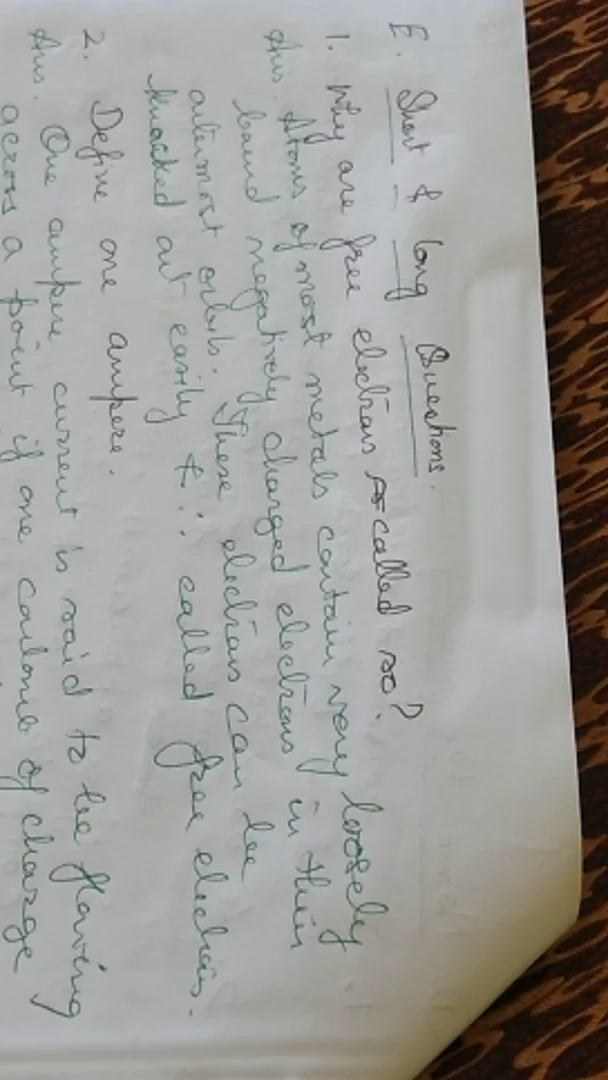 E. Short & long Questions.
1. Why are free electrons called so?
Ans. Atoms of most metals contain very loosely
bound negatively charged electrons in their
outermost orbits. These electrons can be
knocked out easily & ∴ called free electrons.
2. Define one ampere.
Ans. One ampere current is said to be flowing
across a point if one coulomb of charge